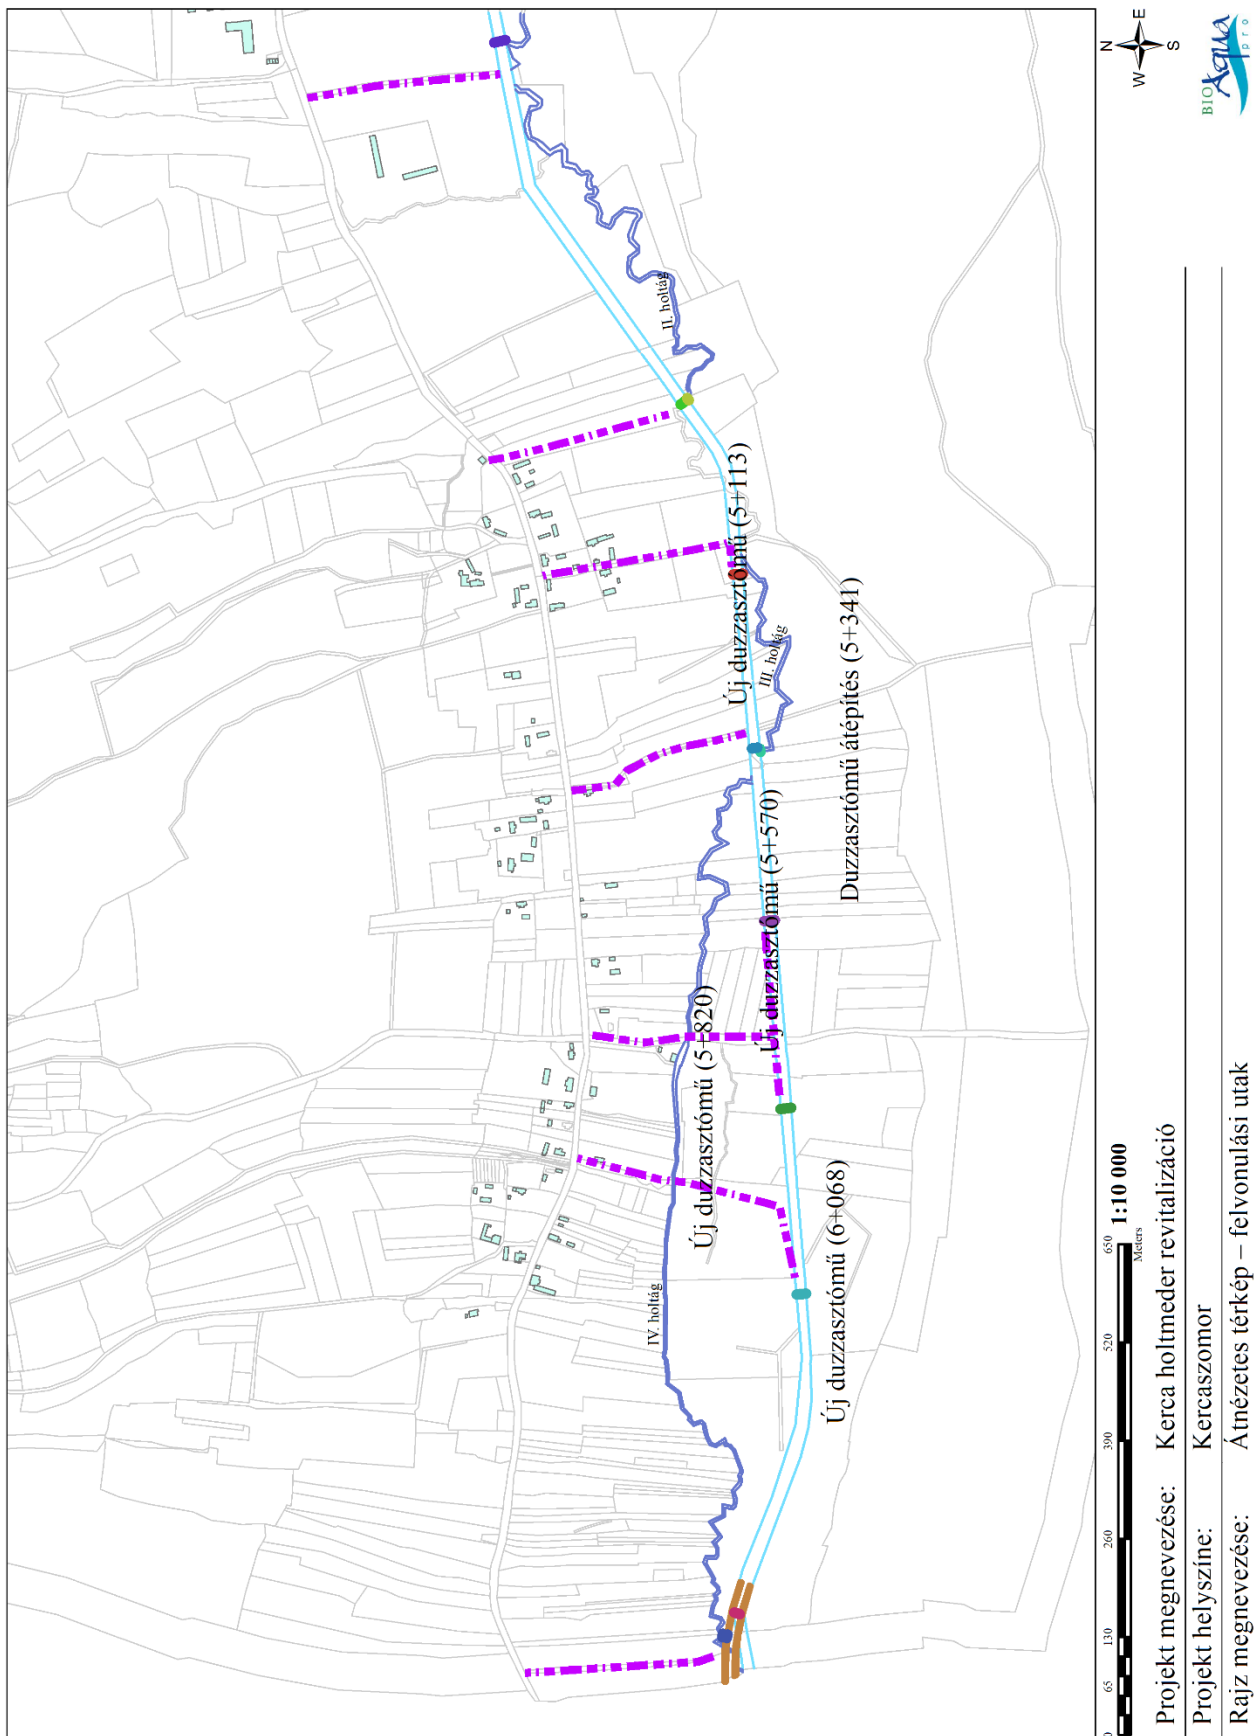 II. holtág
Új duzzasztómű (5+113)
III. holtág
Duzzasztómű átépítés (5+341)
Új duzzasztómű (5+570)
Új duzzasztómű (5+820)
IV. holtág
Új duzzasztómű (6+068)
N
W E
S
0 65 130 260 390 520 650
Meters
1:10 000
Projekt megnevezése: Kerca holtmeder revitalizáció
Projekt helyszíne: Kercaszomor
Rajz megnevezése: Átnézetes térkép – felvonulási utak
BIO Aqua
pro